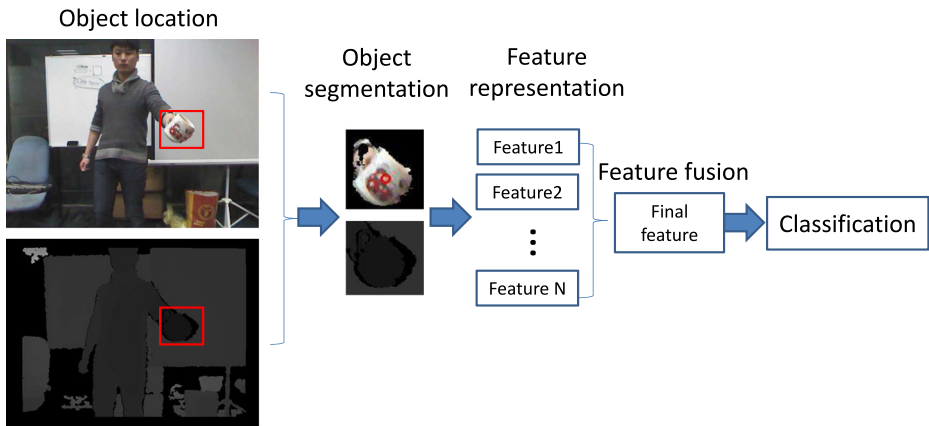 Object location
Object
segmentation
Feature
representation
Feature1
Feature2
Feature N
Feature fusion
Final
feature
Classification